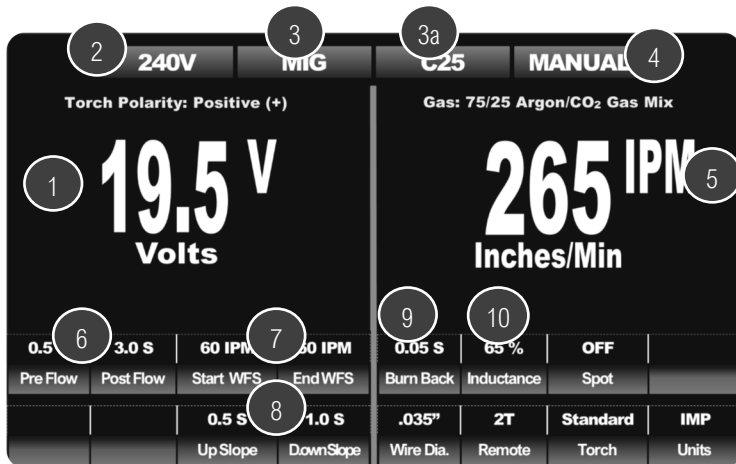 2
3
3a
4
240V
MIG
C25
MANUAL
Torch Polarity: Positive (+)
Gas: 75/25 Argon/CO₂ Gas Mix
1
19.5 V
Volts
265 IPM
5
Inches/Min
6
7
9
10
0.5
3.0 S
60 IPM
IPM
0.05 S
65 %
OFF
Pre Flow
Post Flow
Start WFS
End WFS
Burn Back
Inductance
Spot
8
0.5 S
1.0 S
.035”
2T
Standard
IMP
Up Slope
Down Slope
Wire Dia.
Remote
Torch
Units